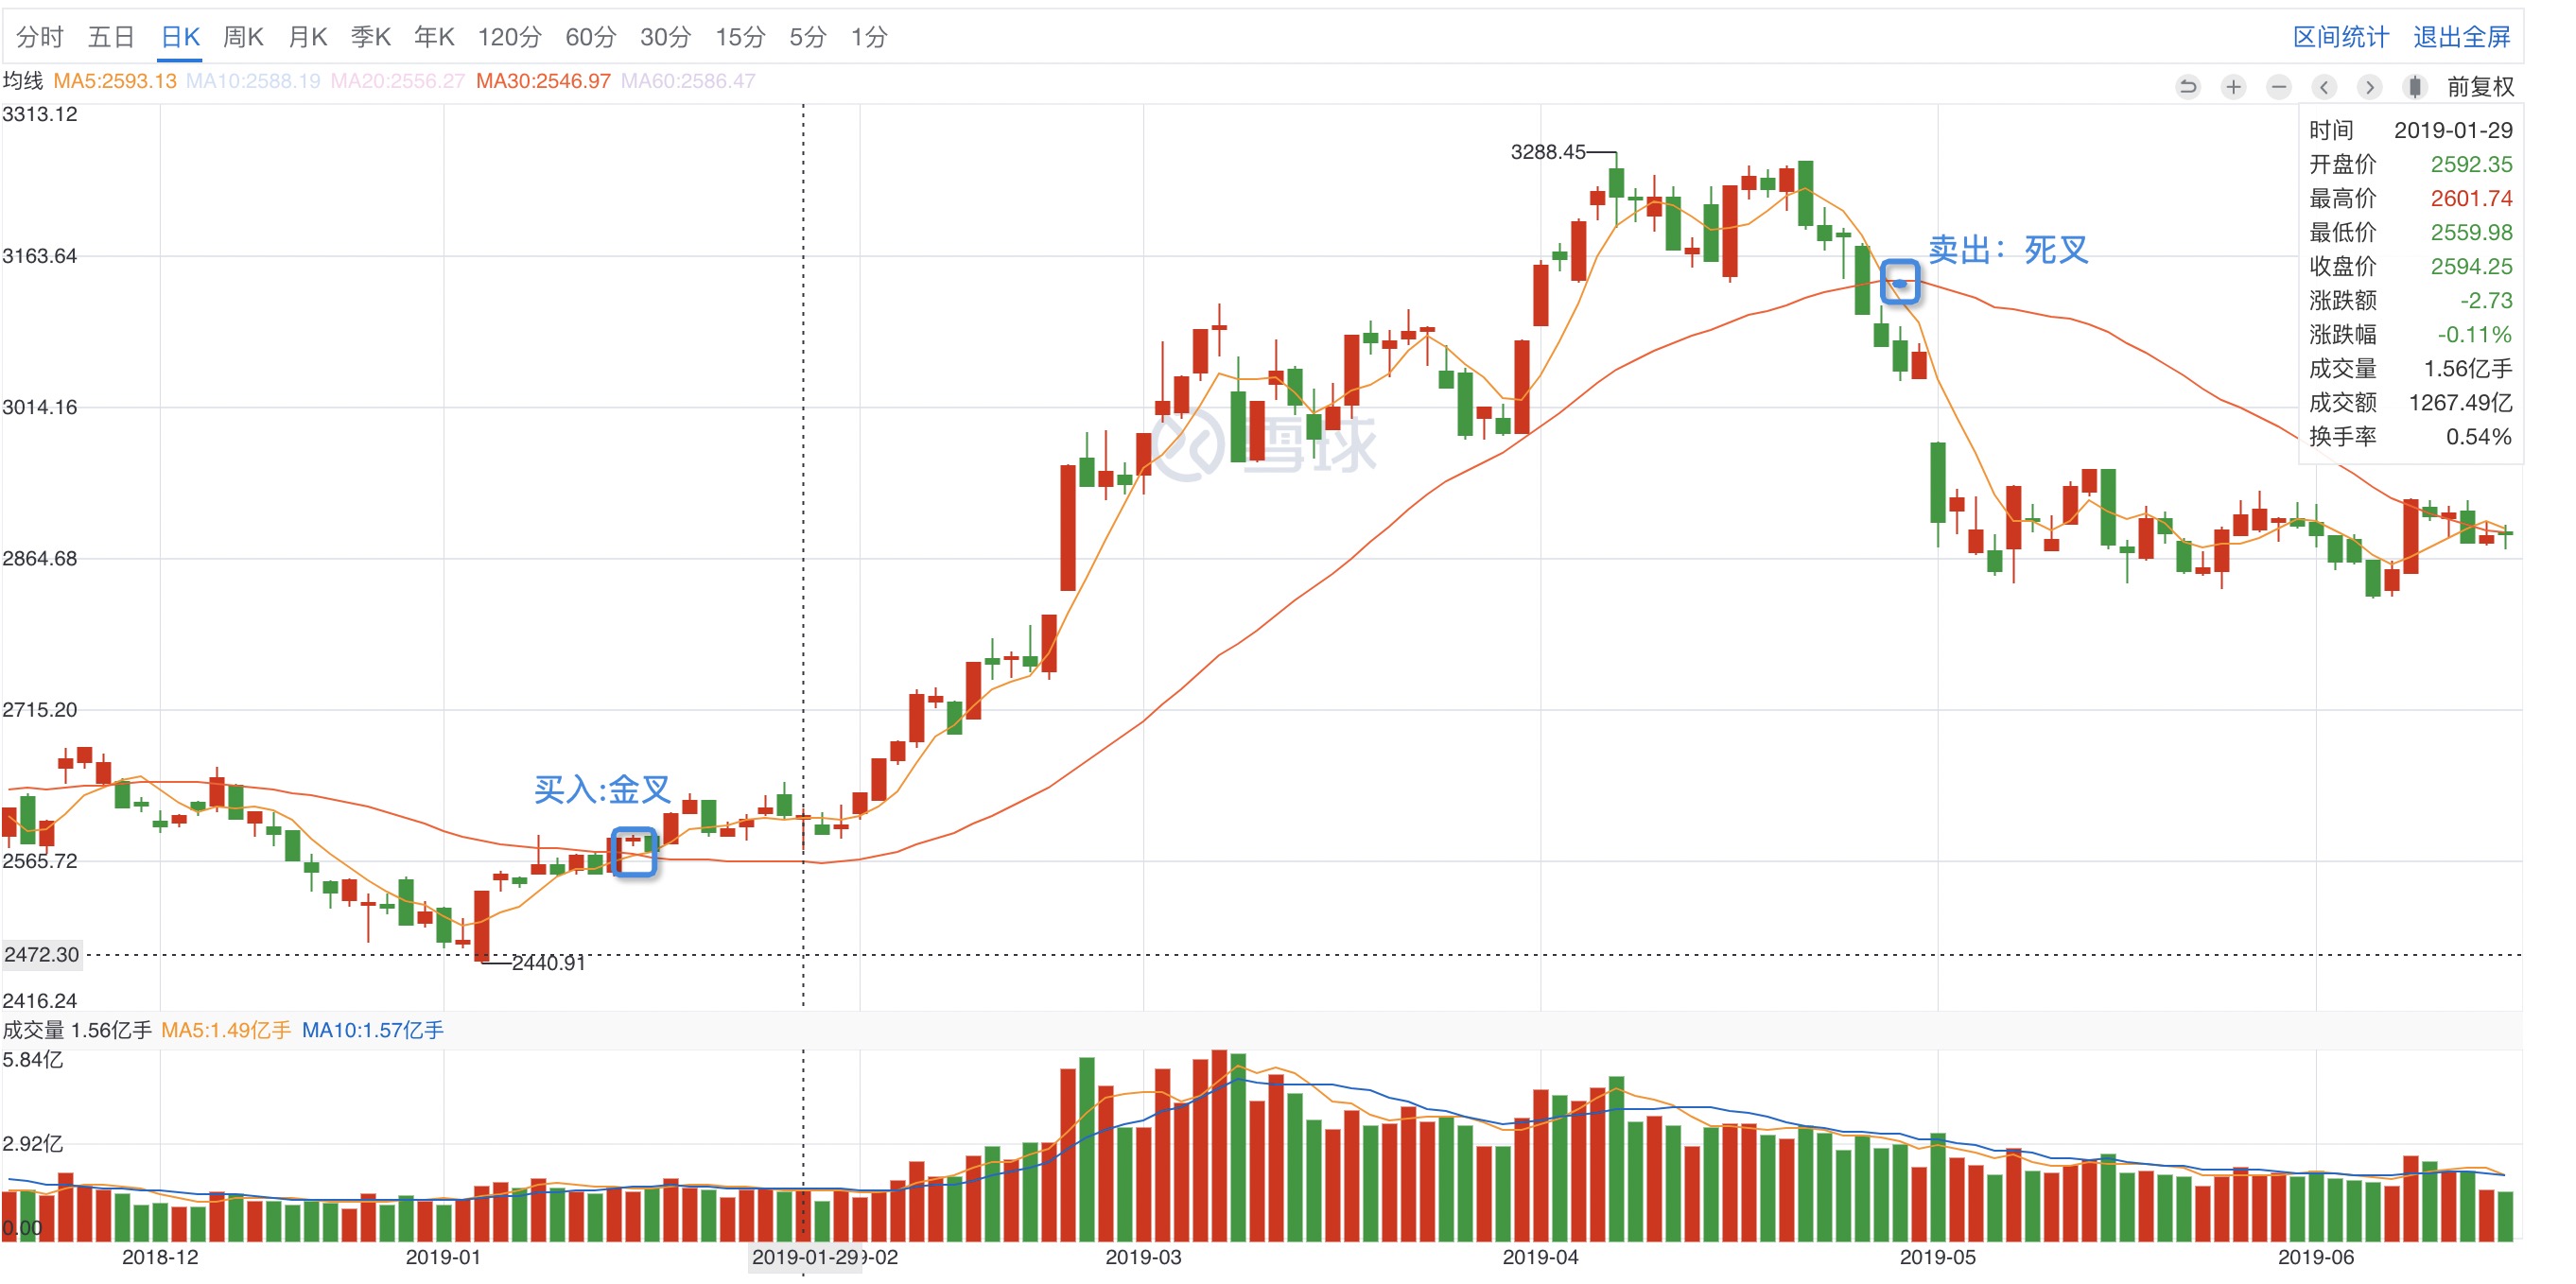 分时 五日 日K 周K 月K 季K 年K 120分 60分 30分 15分 5分 1分 区间统计 退出全屏
均线 MA5:2593.13 MA10:2588.19 MA20:2556.27 MA30:2546.97 MA60:2586.47 前复权
3313.12
时间 2019-01-29
3288.45
开盘价 2592.35
最高价 2601.74
最低价 2559.98
卖出：死叉
3163.64
收盘价 2594.25
涨跌额 -2.73
涨跌幅 -0.11%
成交量 1.56亿手
成交额 1267.49亿
3014.16
换手率 0.54%
雪球
2864.68
2715.20
买入:金叉
2565.72
2472.30
2440.91
2416.24
成交量 1.56亿手 MA5:1.49亿手 MA10:1.57亿手
5.84亿
2.92亿
0.00
2018-12 2019-01 2019-01-29 9-02 2019-03 2019-04 2019-05 2019-06